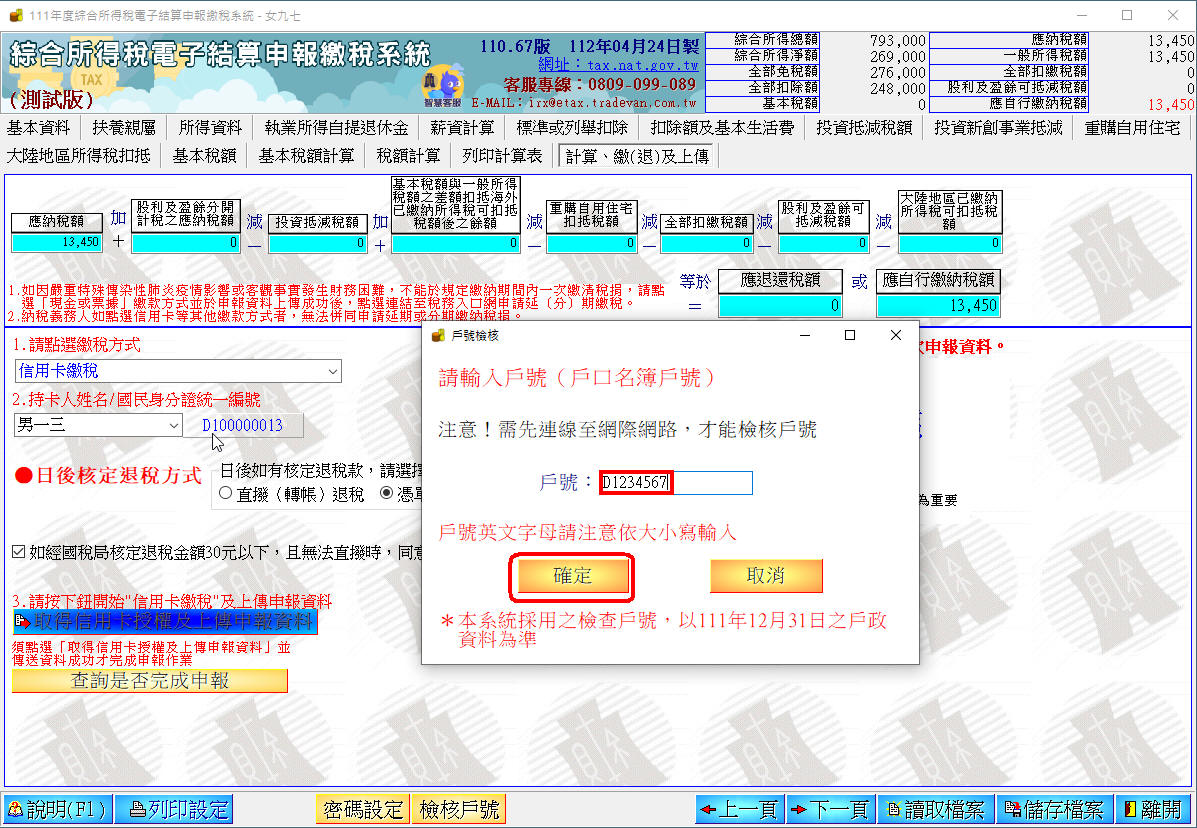 111年度綜合所得稅電子結算申報繳稅系統 - 女九七
綜合所得稅電子結算申報繳稅系統
TAX
(測試版)
110.67版 112年04月24日製
網址：tax.nat.gov.tw
客服專線：0809-099-089
E-MAIL：irx@etax.tradevan.com.tw
智慧客服
綜合所得總額 793,000 應納稅額 13,450
綜合所得淨額 269,000 一般所得稅額 13,450
全部免稅額 276,000 全部扣繳稅額 0
全部扣除額 248,000 股利及盈餘可抵減稅額 0
基本稅額 0 應自行繳納稅額 13,450
基本資料 扶養親屬 所得資料 執業所得自提退休金 薪資計算 標準或列舉扣除 扣除額及基本生活費 投資抵減稅額 投資新創事業抵減 重購自用住宅
大陸地區所得稅扣抵 基本稅額 基本稅額計算 稅額計算 列印計算表 計算、繳(退)及上傳
應納稅額
13,450
加
＋
股利及盈餘分開
計稅之應納稅額
0
減
－
投資抵減稅額
0
加
＋
基本稅額與一般所得
稅額之差額扣抵海外
已繳納所得稅可扣抵
稅額後之餘額
0
減
－
重購自用住宅
扣抵稅額
0
減
－
全部扣繳稅額
0
減
－
股利及盈餘可
抵減稅額
0
減
－
大陸地區已繳納
所得稅可扣抵稅
額
0
等於
＝
應退還稅額
0
或
應自行繳納稅額
13,450
1.如因嚴重特殊傳染性肺炎疫情影響或客觀事實發生財務困難，不能於規定繳納期間內一次繳清稅捐，請點
選「現金或票據」繳款方式並於申報資料上傳成功後，點選連結至稅務入口網申請延（分）期繳稅。
2.納稅義務人如點選信用卡等其他繳款方式者，無法併同申請延期或分期繳納稅捐。
1.請點選繳稅方式
信用卡繳稅
2.持卡人姓名/國民身分證統一編號
男一三 D100000013
●日後核定退稅方式
日後如有核定退稅款，請選擇
直撥（轉帳）退稅 憑單
如經國稅局核定退稅金額30元以下，且無法直撥時，同意
3.請按下鈕開始"信用卡繳稅"及上傳申報資料
取得信用卡授權及上傳申報資料
須點選「取得信用卡授權及上傳申報資料」並
傳送資料成功才完成申報作業
查詢是否完成申報
次申報資料。
為重要
戶號檢核
請輸入戶號（戶口名簿戶號）
注意！需先連線至網際網路，才能檢核戶號
戶號：D1234567
戶號英文字母請注意依大小寫輸入
確定 取消
＊本系統採用之檢查戶號，以111年12月31日之戶政
資料為準
說明(F1) 列印設定 密碼設定 檢核戶號 上一頁 下一頁 讀取檔案 儲存檔案 離開